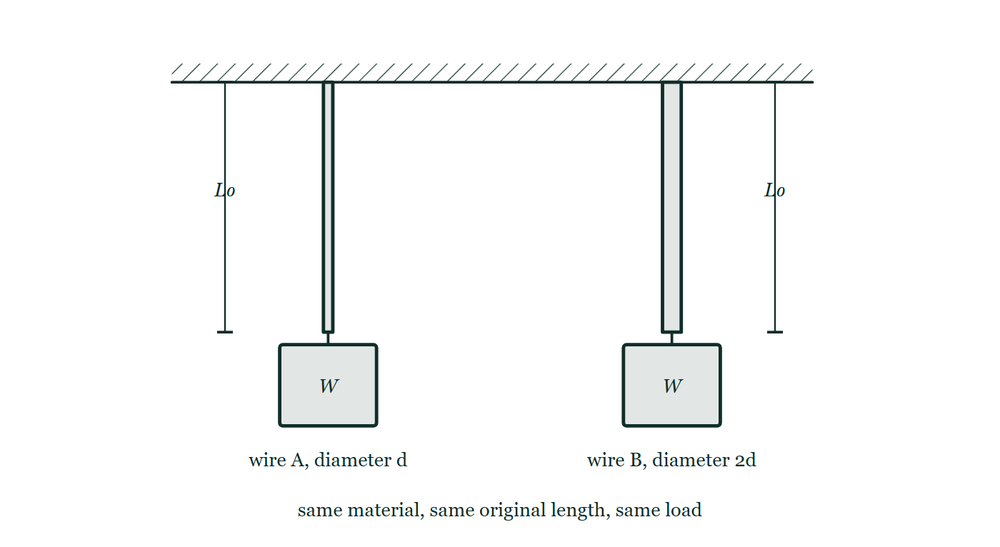 Lo
Lo
W
W
wire A, diameter d
wire B, diameter 2d
same material, same original length, same load